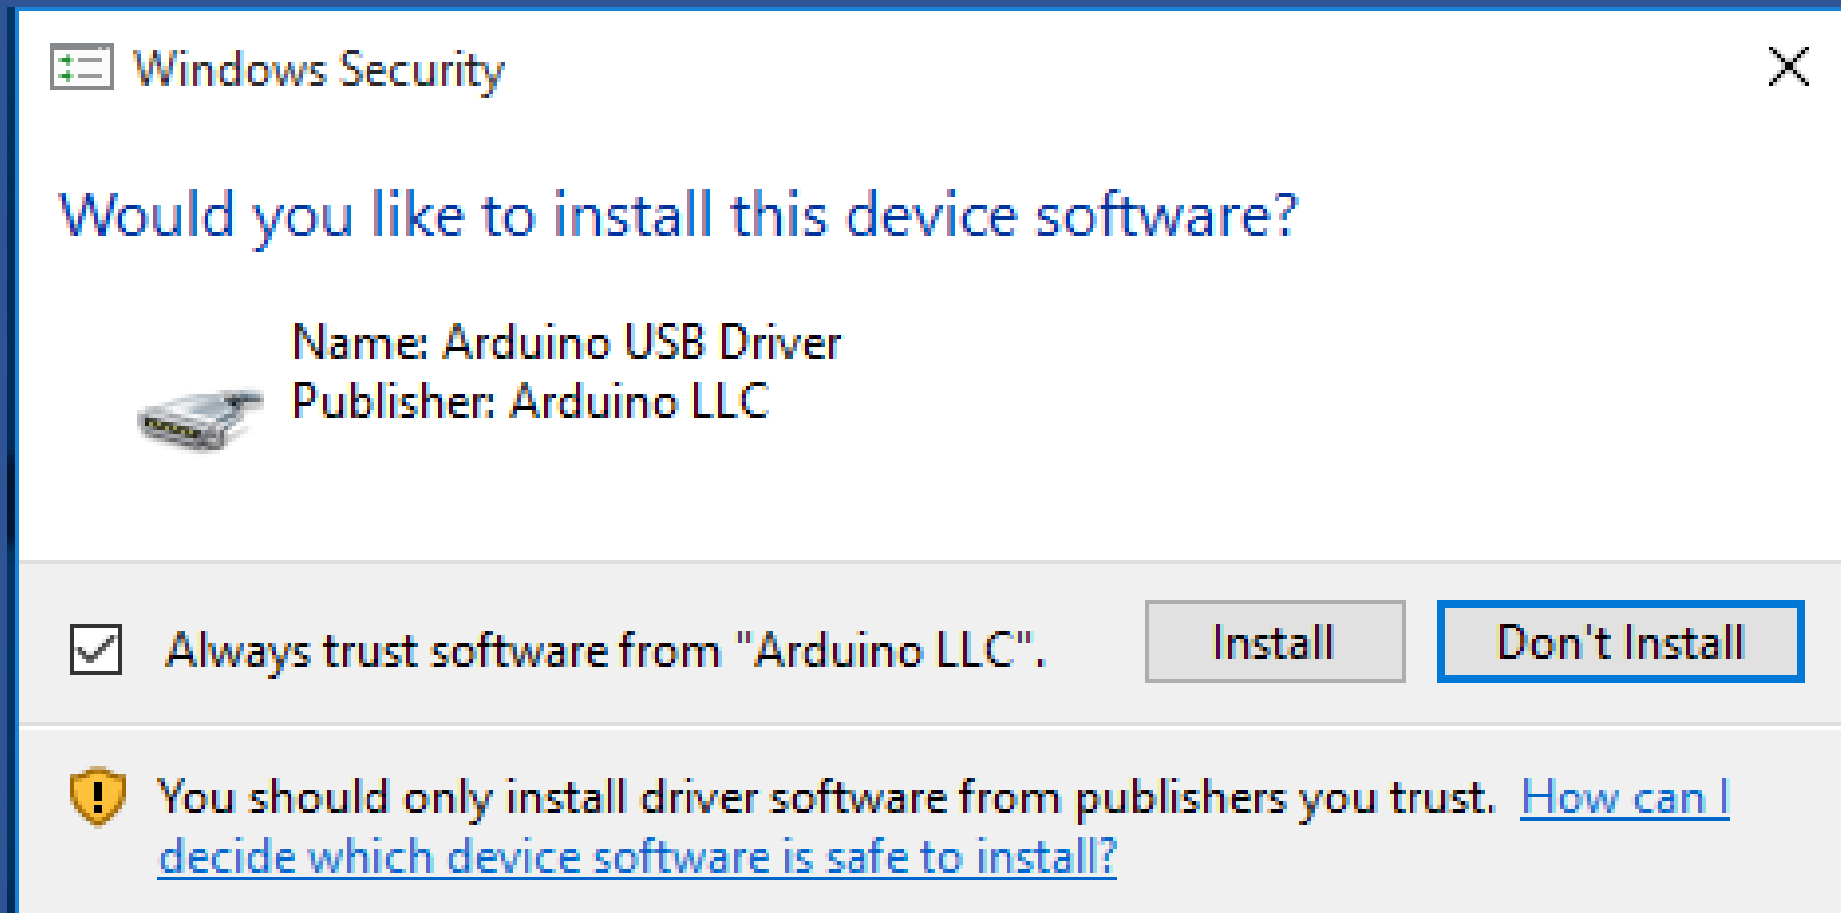 Windows Security
Would you like to install this device software?
Name: Arduino USB Driver
Publisher: Arduino LLC
Always trust software from "Arduino LLC".
Install
Don't Install
You should only install driver software from publishers you trust. How can I
decide which device software is safe to install?